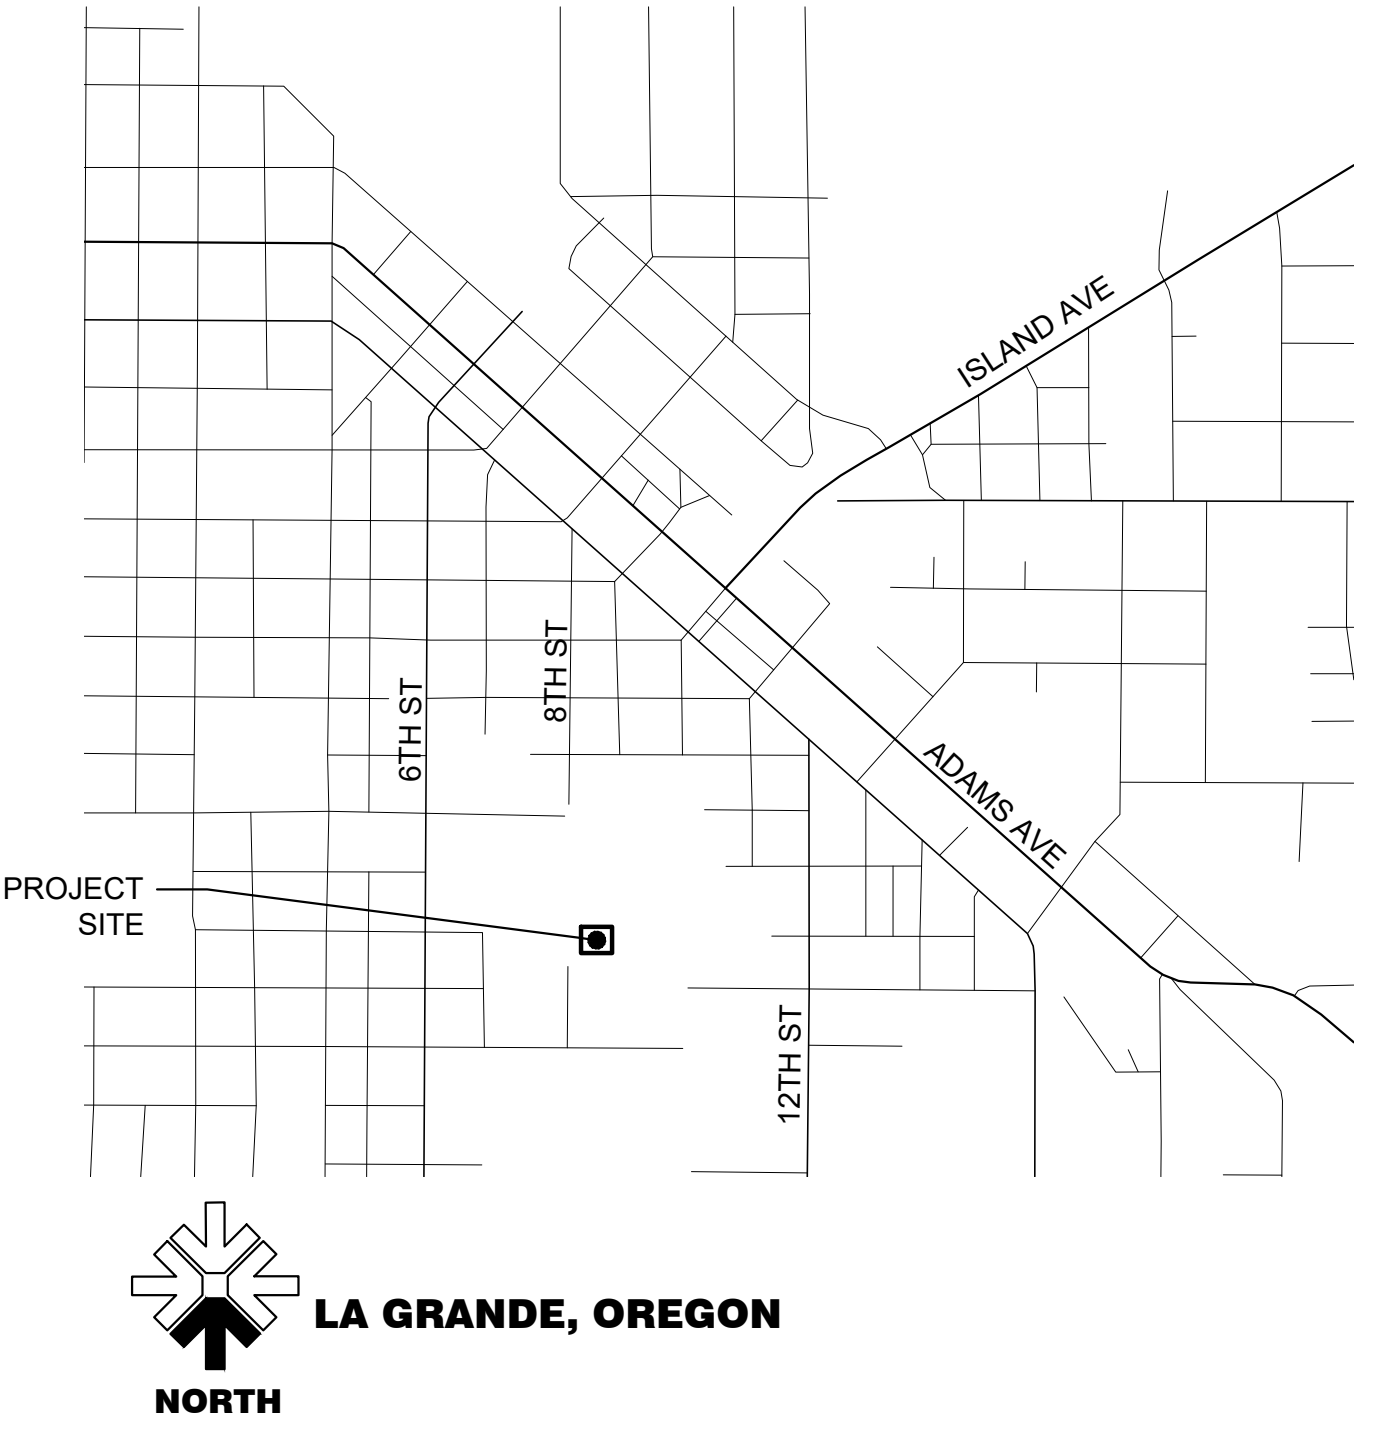 ISLAND AVE
8TH ST
6TH ST
ADAMS AVE
PROJECT
SITE
12TH ST
LA GRANDE, OREGON
NORTH